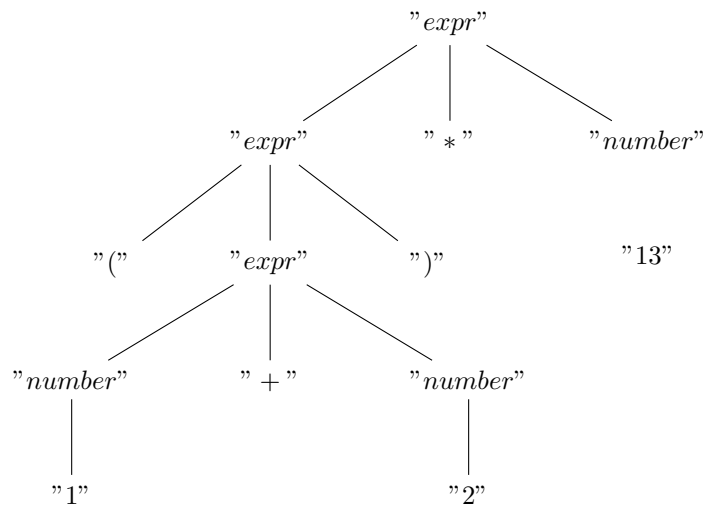 "expr"
"expr" " * " "number"
"(" "expr" ")" "13"
"number" " + " "number"
"1" "2"